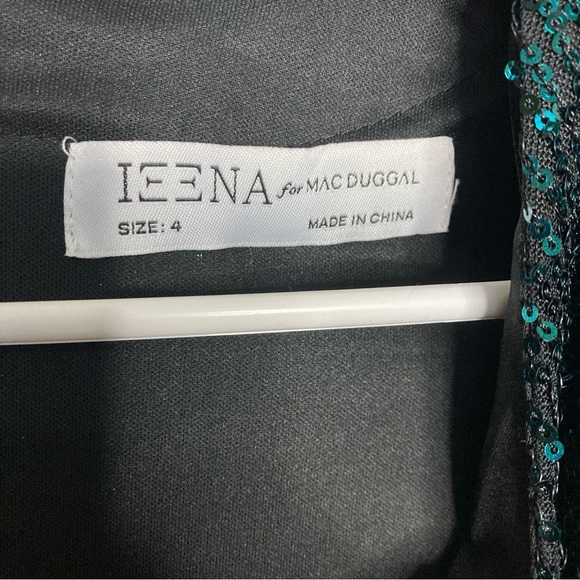 IEENA for MAC DUGGAL
SIZE: 4 MADE IN CHINA